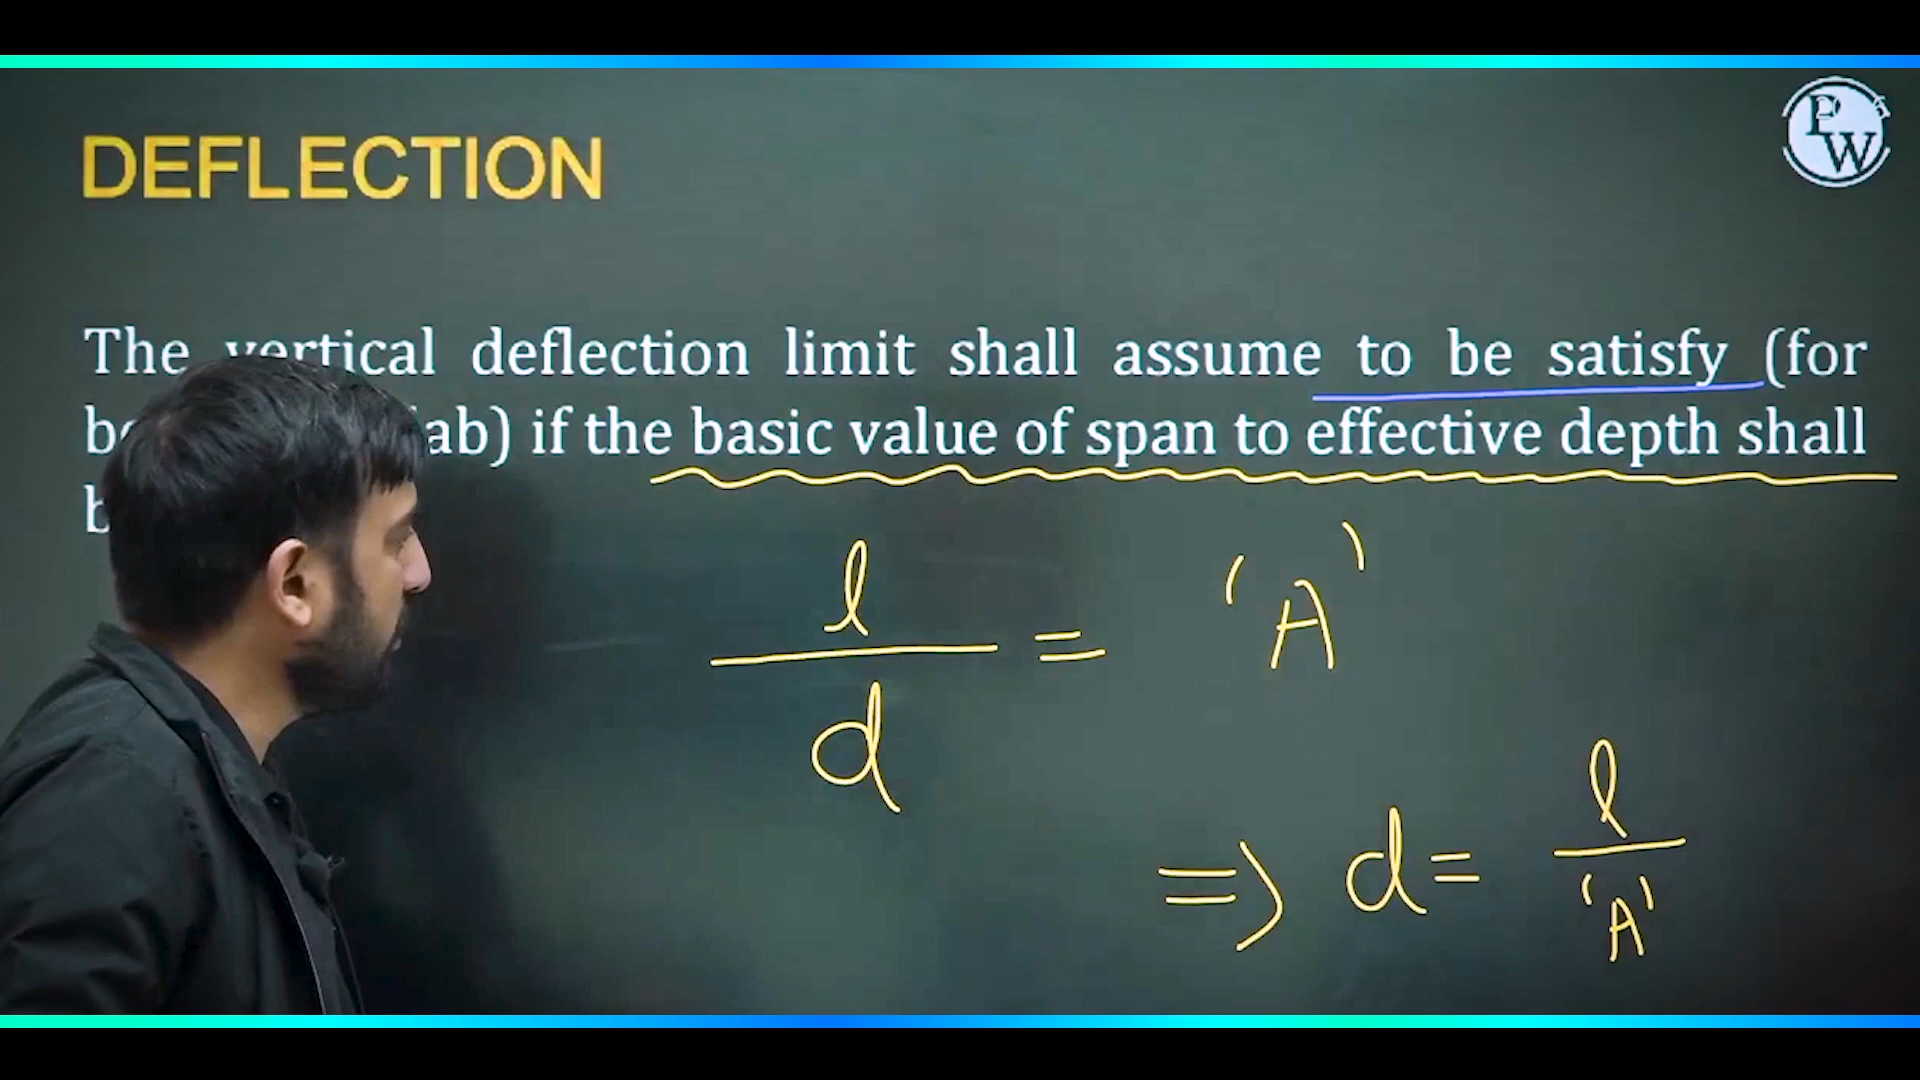 PW
DEFLECTION
The vertical deflection limit shall assume to be satisfy (for
if the basic value of span to effective depth shall
l
d
=
'A'
⇒ d =
l
'A'